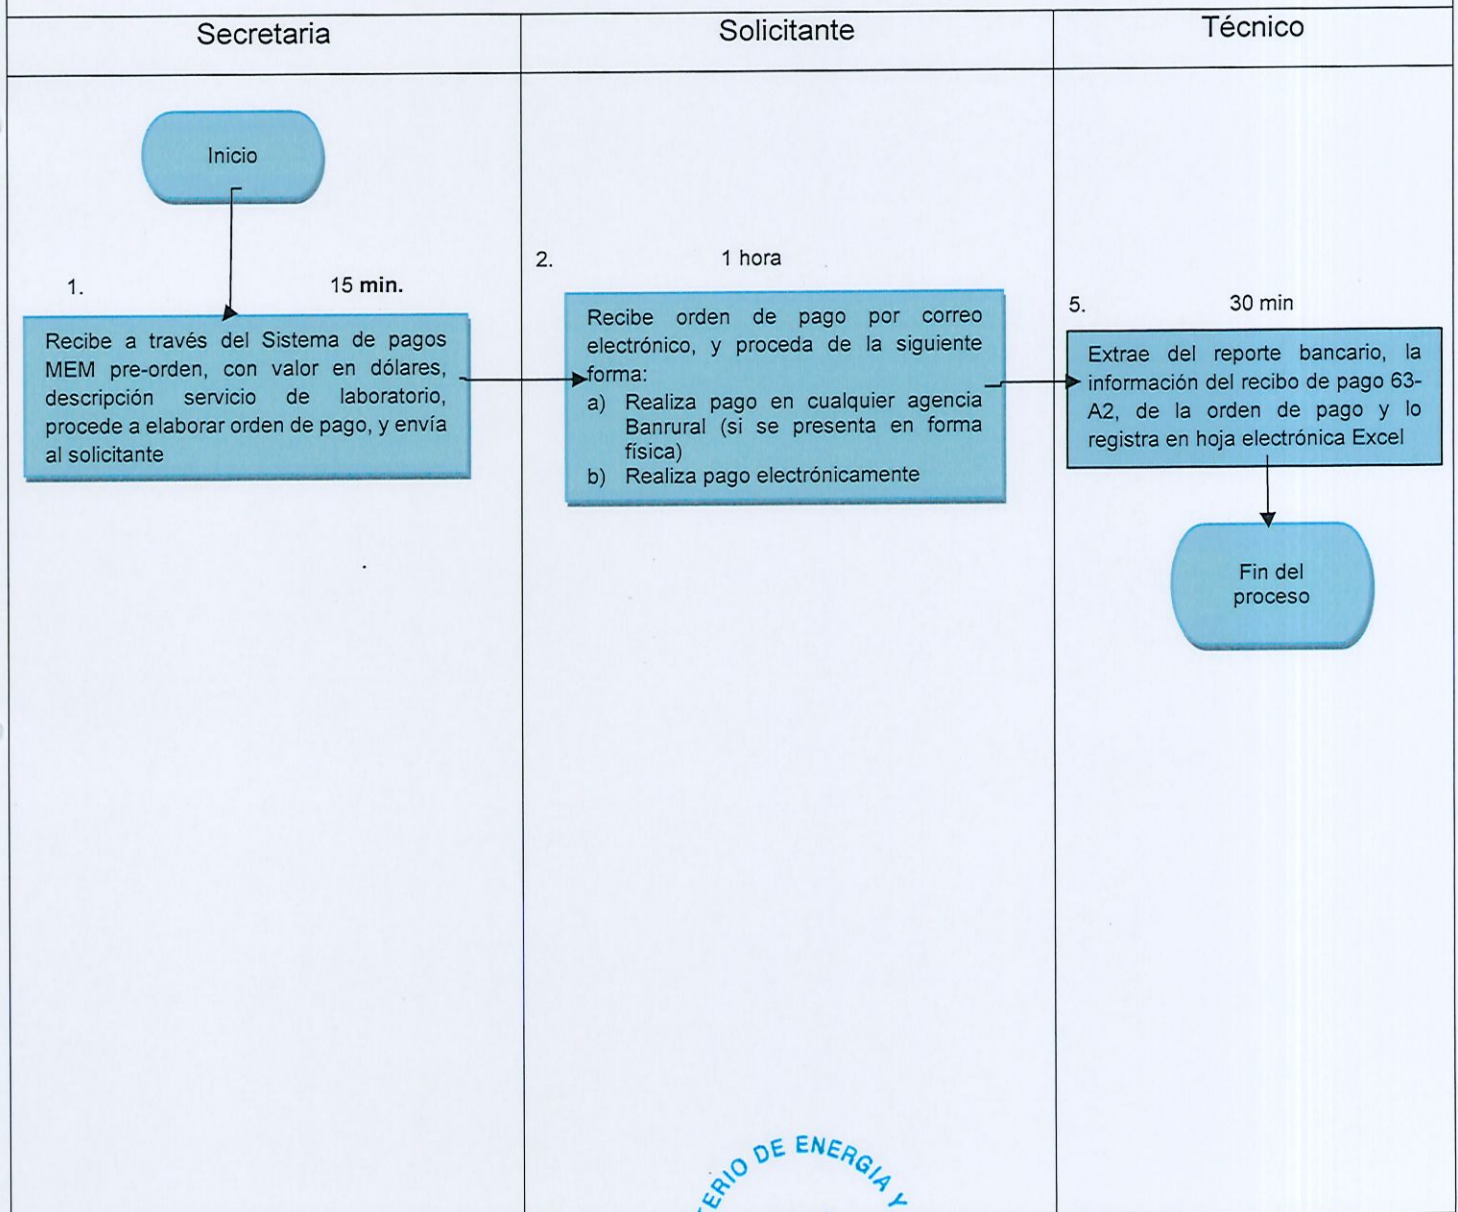 Secretaria
Solicitante
Técnico
Inicio
1.
15 min.
Recibe a través del Sistema de pagos
MEM pre-orden, con valor en dólares,
descripción servicio de laboratorio,
procede a elaborar orden de pago, y envía
al solicitante
2.
1 hora
Recibe orden de pago por correo
electrónico, y proceda de la siguiente
forma:
a) Realiza pago en cualquier agencia
Banrural (si se presenta en forma
física)
b) Realiza pago electrónicamente
5.
30 min
Extrae del reporte bancario, la
información del recibo de pago 63-
A2, de la orden de pago y lo
registra en hoja electrónica Excel
Fin del
proceso
TERIO DE ENERGIA Y